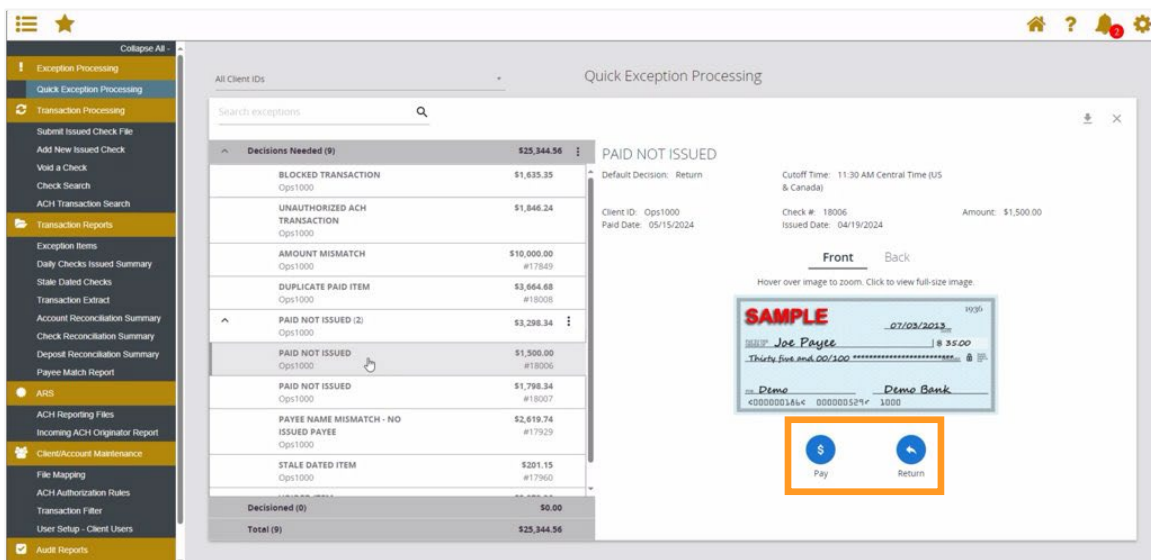 2
Collapse All -
Exception Processing
Quick Exception Processing
Transaction Processing
Submit Issued Check File
Add New Issued Check
Void a Check
Check Search
ACH Transaction Search
Transaction Reports
Exception Items
Daily Checks Issued Summary
Stale Dated Checks
Transaction Extract
Account Reconciliation Summary
Check Reconciliation Summary
Deposit Reconciliation Summary
Payee Match Report
ARS
ACH Reporting Files
Incoming ACH Originator Report
Client/Account Maintenance
File Mapping
ACH Authorization Rules
Transaction Filter
User Setup - Client Users
Audit Reports
All Client IDs
Quick Exception Processing
Search exceptions
Decisions Needed (9) $25,344.56
BLOCKED TRANSACTION $1,635.35
Ops1000
UNAUTHORIZED ACH $1,846.24
TRANSACTION
Ops1000
AMOUNT MISMATCH $10,000.00
Ops1000 #17849
DUPLICATE PAID ITEM $3,664.68
Ops1000 #18008
PAID NOT ISSUED (2) $3,298.34
Ops1000
PAID NOT ISSUED $1,500.00
Ops1000 #18006
PAID NOT ISSUED $1,798.34
Ops1000 #18007
PAYEE NAME MISMATCH - NO $2,619.74
ISSUED PAYEE #17929
Ops1000
STALE DATED ITEM $201.15
Ops1000 #17960
Decisioned (0) $0.00
Total (9) $25,344.56
PAID NOT ISSUED
Default Decision: Return Cutoff Time: 11:30 AM Central Time (US
& Canada)
Client ID: Ops1000 Check #: 18006 Amount: $1,500.00
Paid Date: 05/15/2024 Issued Date: 04/19/2024
Front Back
Hover over image to zoom. Click to view full-size image.
SAMPLE 1936
07/03/2013
Joe Payee $ 35.00
Thirty five and 00/100 ****************************
Demo Demo Bank
<000000186< 000000529< 1000
Pay Return